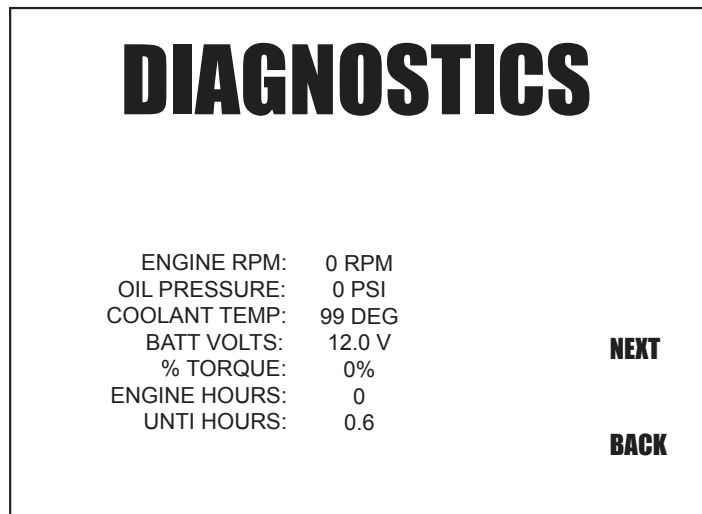 DIAGNOSTICS
ENGINE RPM: 0 RPM
OIL PRESSURE: 0 PSI
COOLANT TEMP: 99 DEG
BATT VOLTS: 12.0 V
% TORQUE: 0%
ENGINE HOURS: 0
UNTI HOURS: 0.6
NEXT
BACK